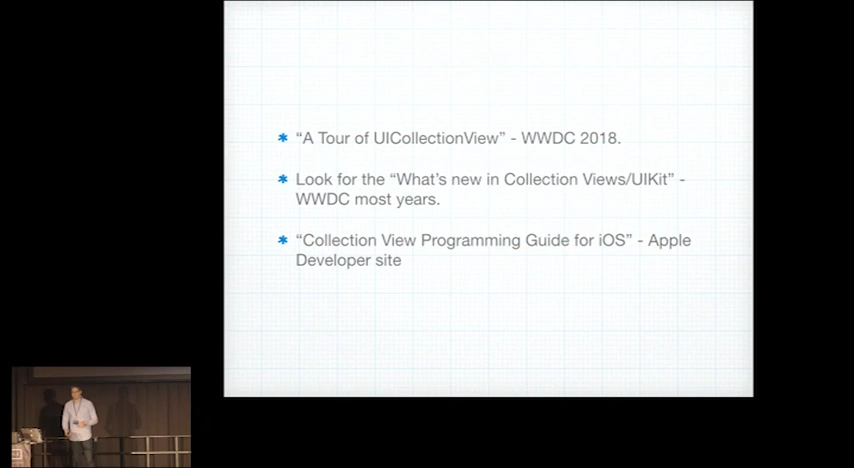 “A Tour of UICollectionView” - WWDC 2018.
Look for the “What’s new in Collection Views/UIKit” -
WWDC most years.
“Collection View Programming Guide for iOS” - Apple
Developer site